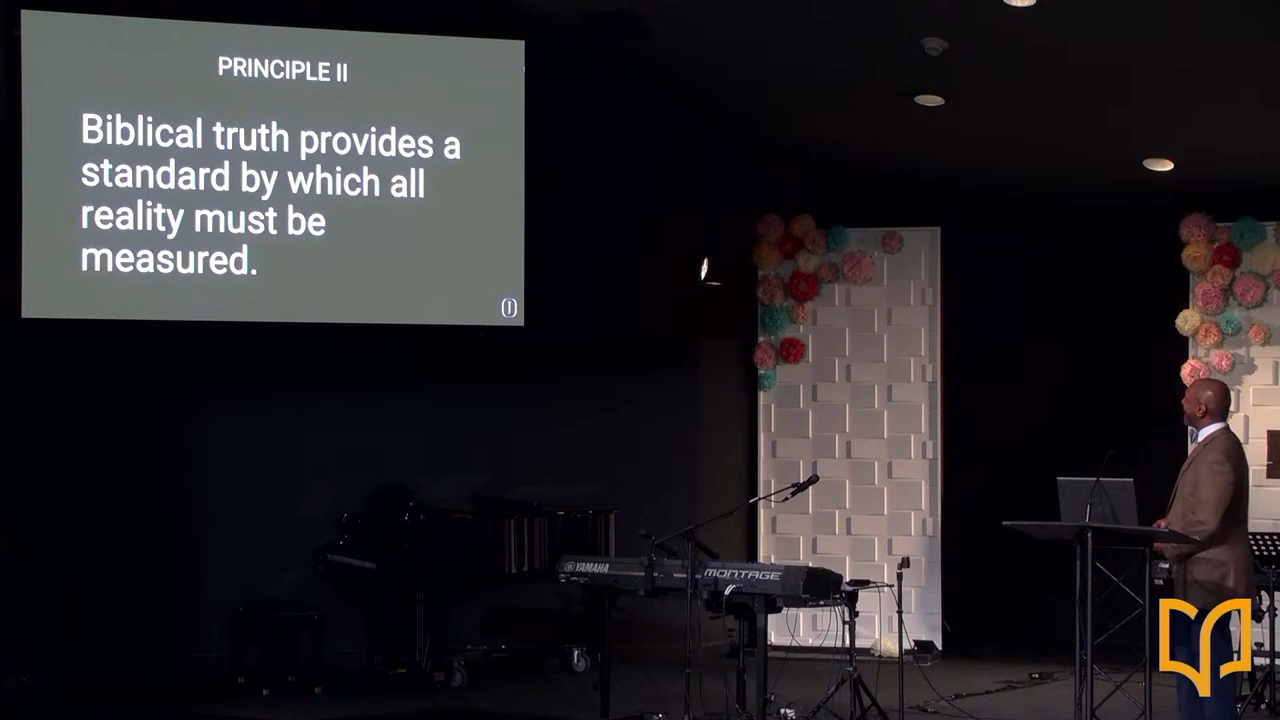 PRINCIPLE II
Biblical truth provides a
standard by which all
reality must be
measured.
YAMAHA
MONTAGE